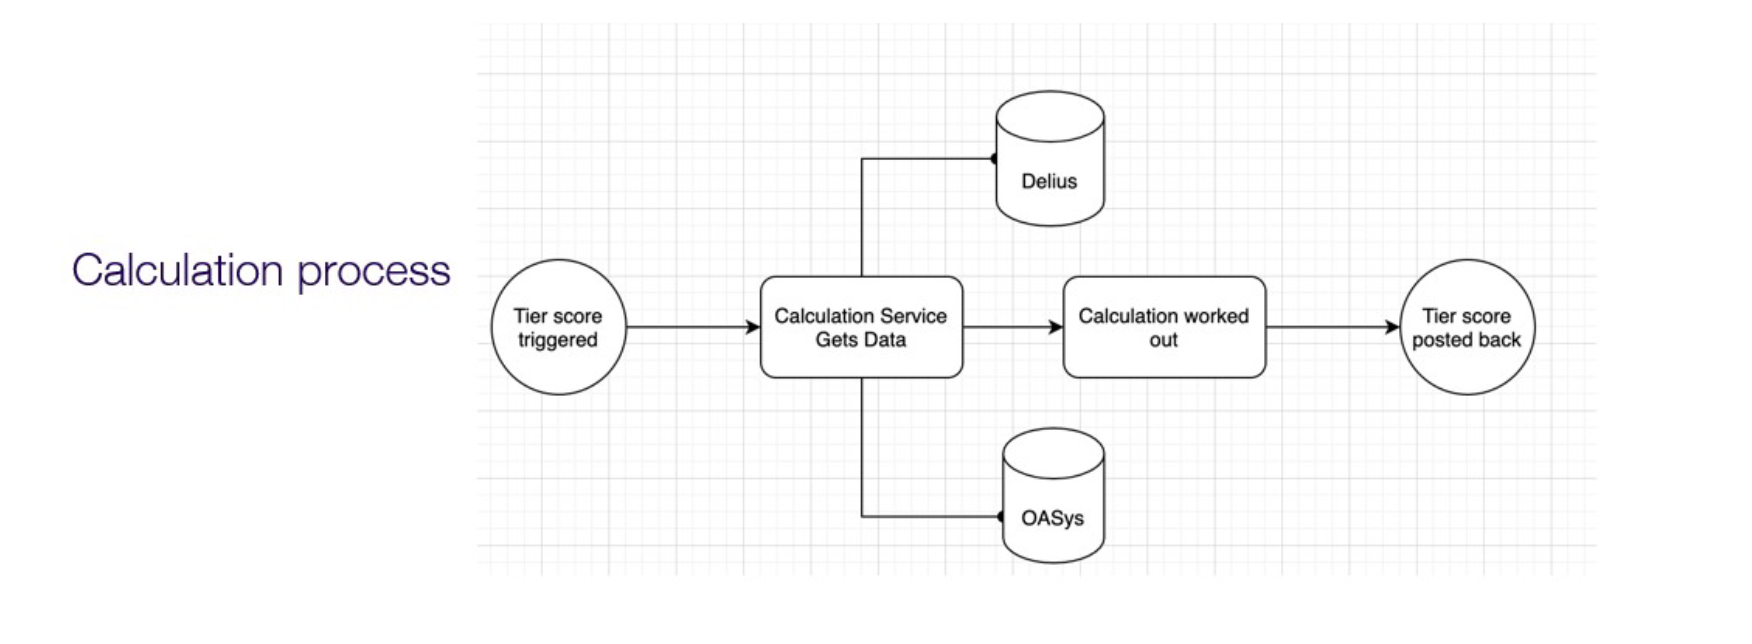 Calculation process
Tier score
triggered
Calculation Service
Gets Data
Delius
OASys
Calculation worked
out
Tier score
posted back